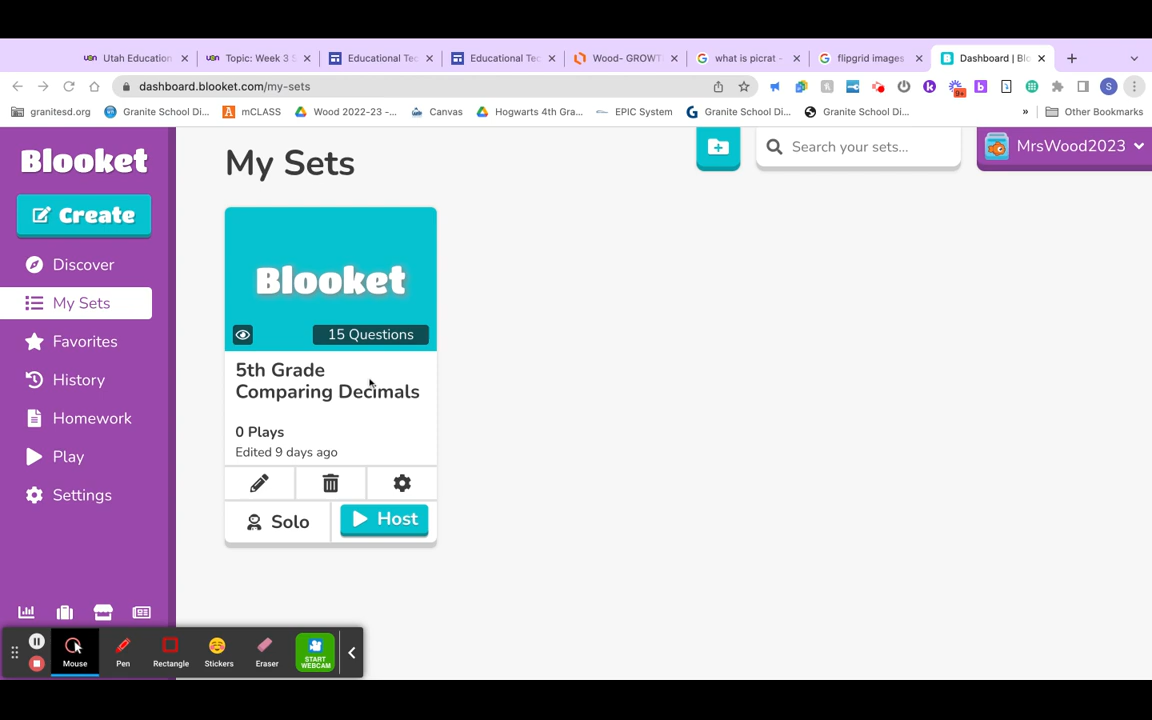 Utah Education
Topic: Week 3 S
Educational Tec
Educational Tec
Wood- GROWT
what is picrat -
flipgrid images
Dashboard | Blo
dashboard.blooket.com/my-sets
9+
S
granitesd.org
Granite School Di...
mCLASS
Wood 2022-23 -...
Canvas
Hogwarts 4th Gra...
EPIC System
Granite School Di...
Granite School Di...
»
Other Bookmarks
Blooket
My Sets
Search your sets...
MrsWood2023
Create
Discover
My Sets
Favorites
History
Homework
Play
Settings
Blooket
15 Questions
5th Grade
Comparing Decimals
0 Plays
Edited 9 days ago
Solo
Host
Mouse
Pen
Rectangle
Stickers
Eraser
START
WEBCAM